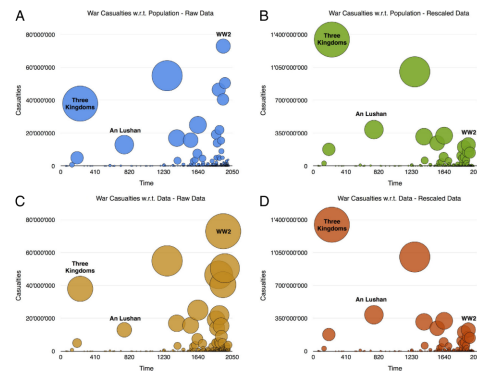 A
War Casualties w.r.t. Population - Raw Data
WW2
80'000'000
60'000'000
Three
Kingdoms
40'000'000
An Lushan
20'000'000
0
Casualties
0 410 820 1230 1640 2050
Time
B
War Casualties w.r.t. Population - Rescaled Data
1'400'000'000
Three
Kingdoms
1'050'000'000
700'000'000
An Lushan
350'000'000
WW2
0
Casualties
0 410 820 1230 1640 20
Time
C
War Casualties w.r.t. Data - Raw Data
80'000'000
WW2
60'000'000
Three
Kingdoms
40'000'000
An Lushan
20'000'000
0
Casualties
0 410 820 1230 1640 2050
Time
D
War Casualties w.r.t. Data - Rescaled Data
1'400'000'000
Three
Kingdoms
1'050'000'000
700'000'000
An Lushan
350'000'000
WW2
0
Casualties
0 410 820 1230 1640 20
Time